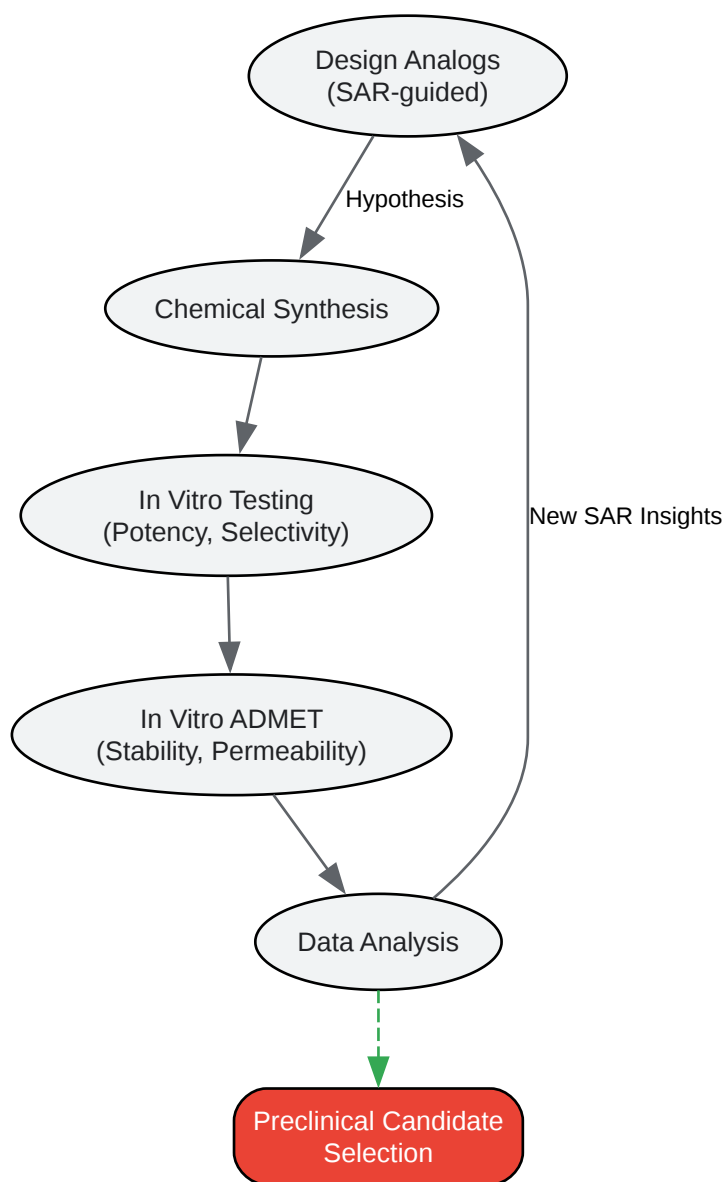 Design Analogs
(SAR-guided)
Hypothesis
Chemical Synthesis
In Vitro Testing
(Potency, Selectivity)
New SAR Insights
In Vitro ADMET
(Stability, Permeability)
Data Analysis
Preclinical Candidate
Selection